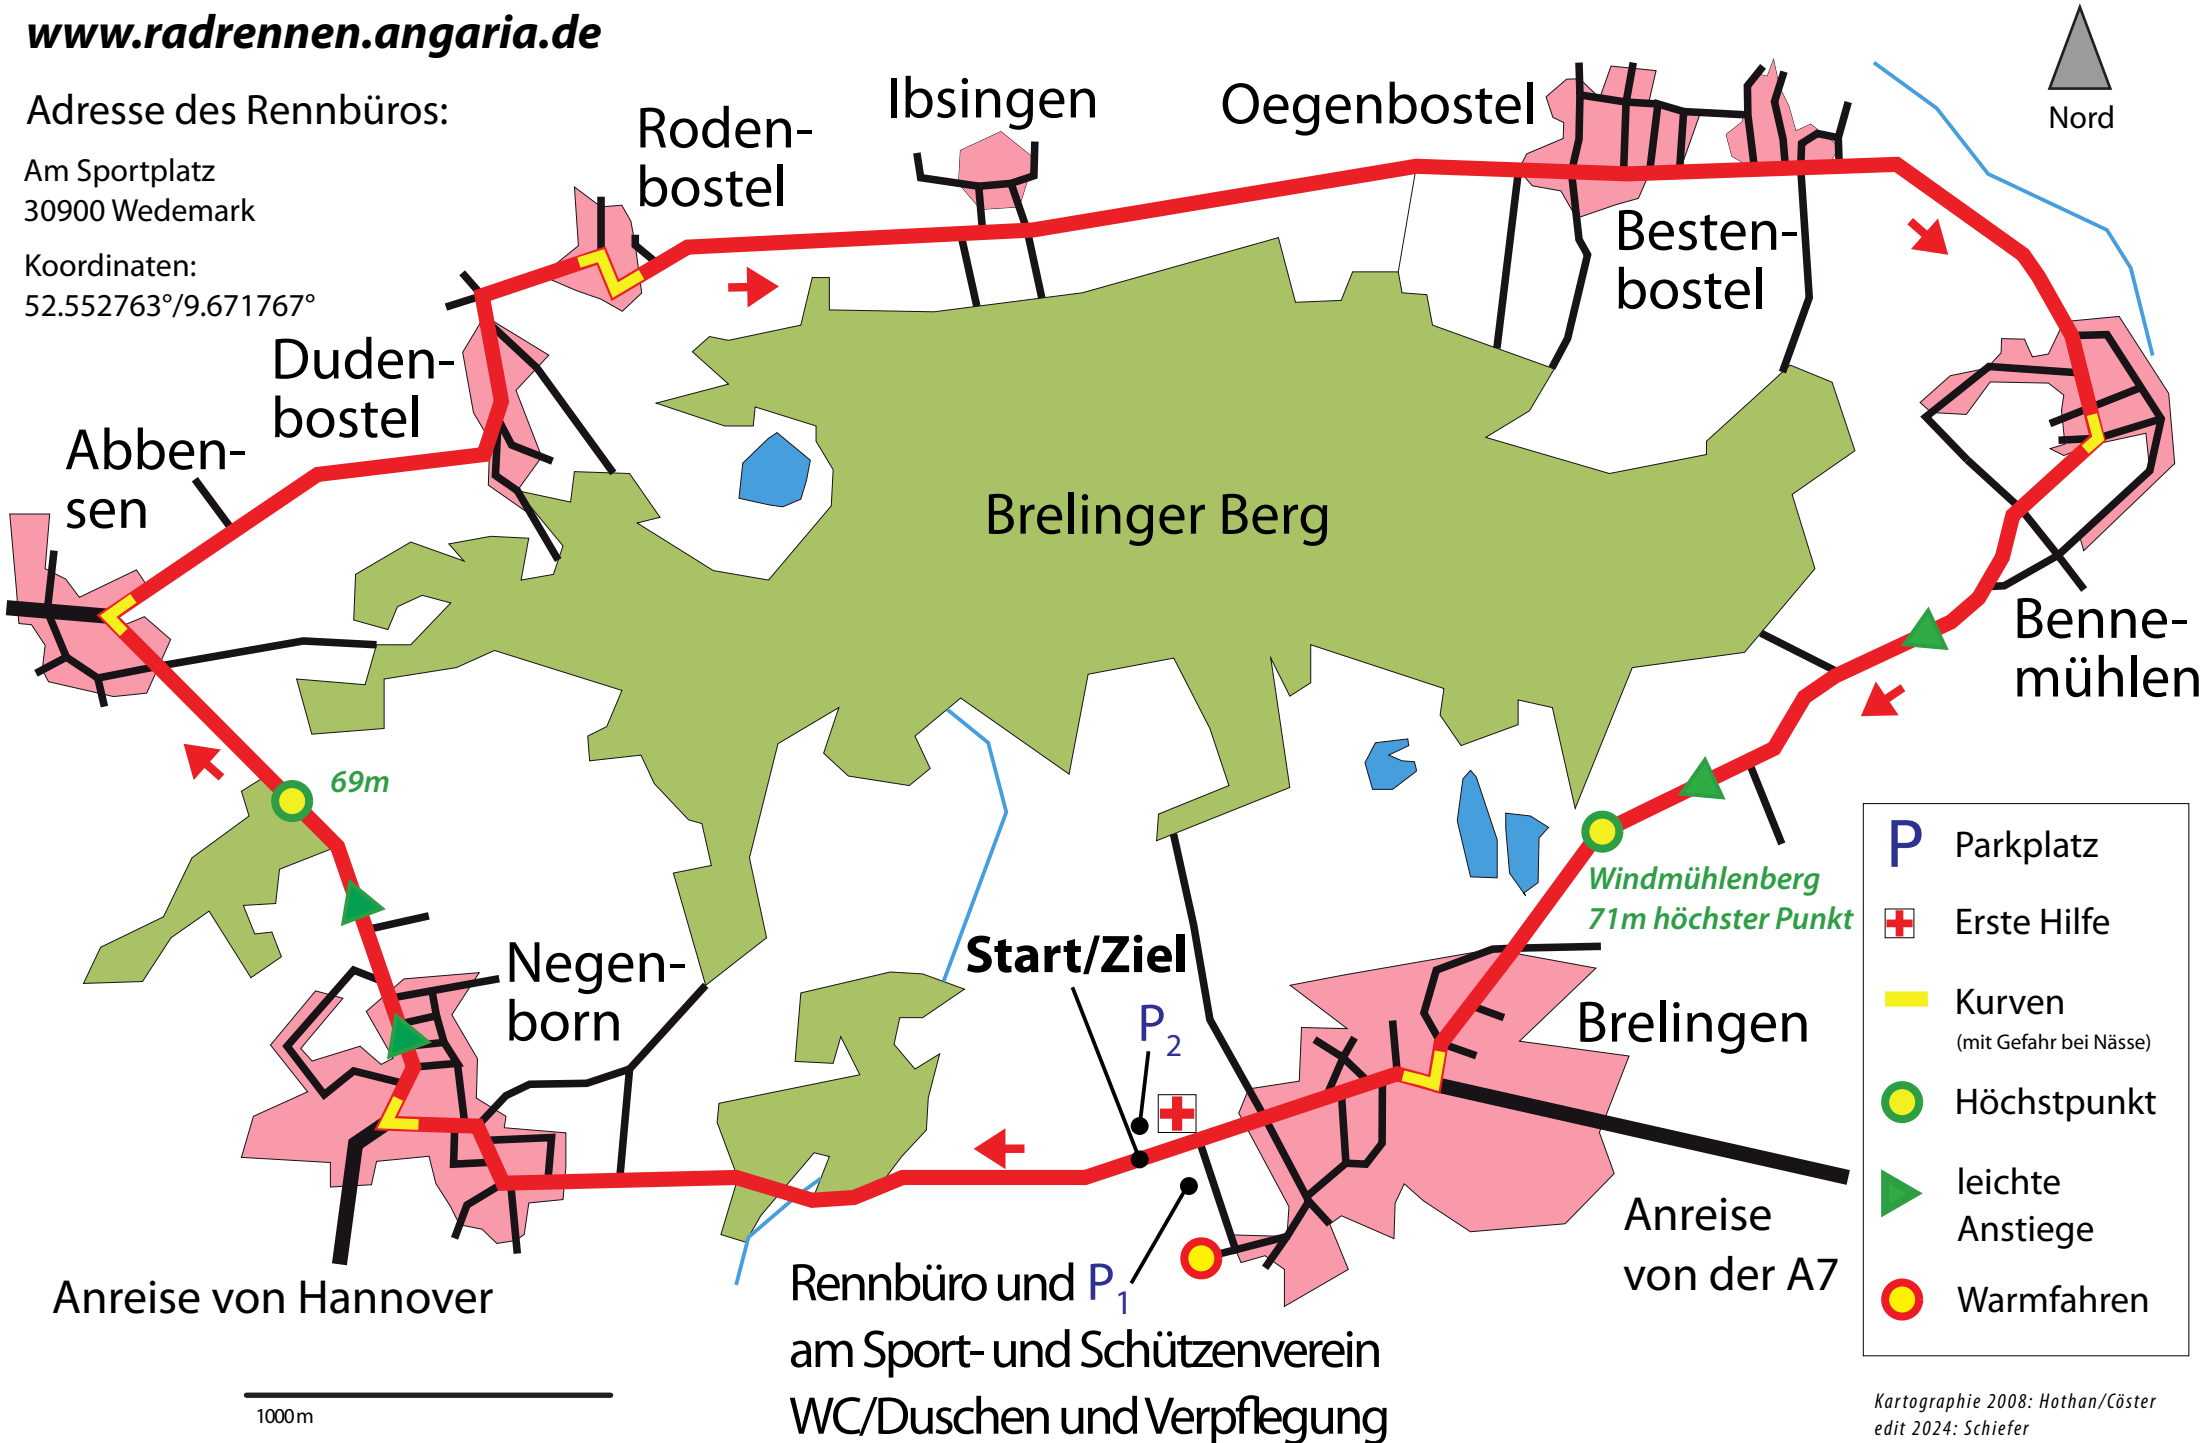 www.radrennen.angaria.de
Adresse des Rennbüros:
Am Sportplatz
30900 Wedemark
Koordinaten:
52.552763°/9.671767°
Nord
Roden-
bostel
Ibsingen
Oegenbostel
Besten-
bostel
Duden-
bostel
Abben-
sen
Brelinger Berg
Benne-
mühlen
69m
Windmühlenberg
71m höchster Punkt
Negen-
born
Start/Ziel
P2
Brelingen
Anreise
von der A7
Anreise von Hannover
Rennbüro und P1
am Sport- und Schützenverein
WC/Duschen und Verpflegung
1000 m
P Parkplatz
Erste Hilfe
Kurven
(mit Gefahr bei Nässe)
Höchstpunkt
leichte
Anstiege
Warmfahren
Kartographie 2008: Hothan/Cöster
edit 2024: Schiefer